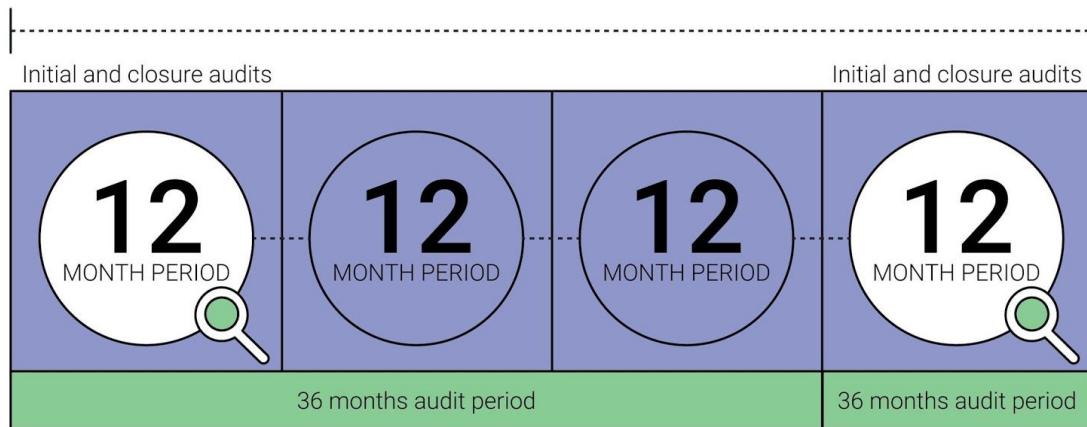 Initial and closure audits
Initial and closure audits
12
MONTH PERIOD
12
MONTH PERIOD
12
MONTH PERIOD
12
MONTH PERIOD
36 months audit period
36 months audit period